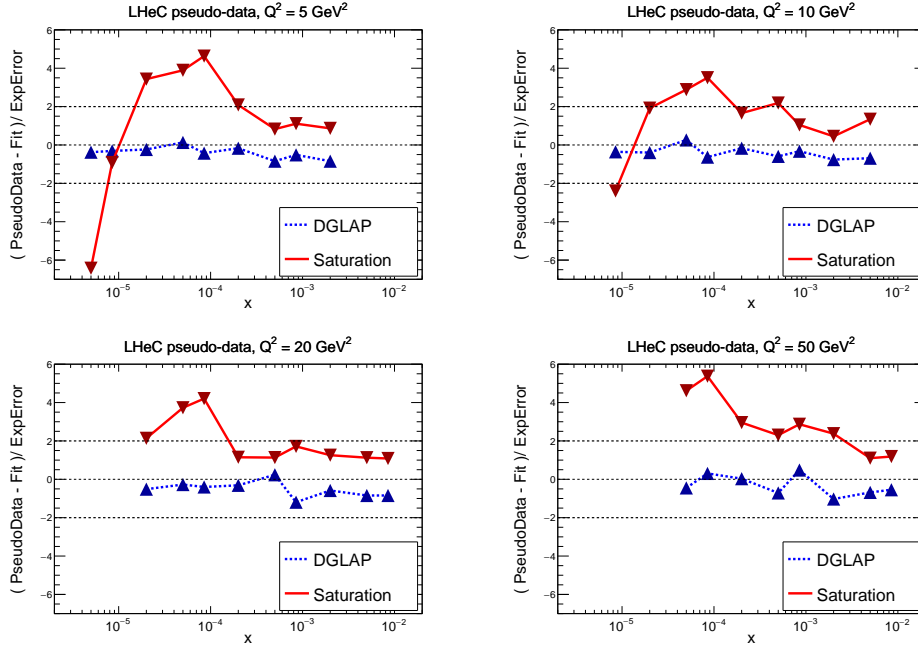 LHeC pseudo-data, Q² = 5 GeV²
( PseudoData - Fit )/ ExpError
6
4
2
0
−2
−4
−6
DGLAP
Saturation
10⁻⁵ 10⁻⁴ 10⁻³ 10⁻²
x
LHeC pseudo-data, Q² = 10 GeV²
( PseudoData - Fit )/ ExpError
6
4
2
0
−2
−4
−6
DGLAP
Saturation
10⁻⁵ 10⁻⁴ 10⁻³ 10⁻²
x
LHeC pseudo-data, Q² = 20 GeV²
( PseudoData - Fit )/ ExpError
6
4
2
0
−2
−4
−6
DGLAP
Saturation
10⁻⁵ 10⁻⁴ 10⁻³ 10⁻²
x
LHeC pseudo-data, Q² = 50 GeV²
( PseudoData - Fit )/ ExpError
6
4
2
0
−2
−4
−6
DGLAP
Saturation
10⁻⁵ 10⁻⁴ 10⁻³ 10⁻²
x